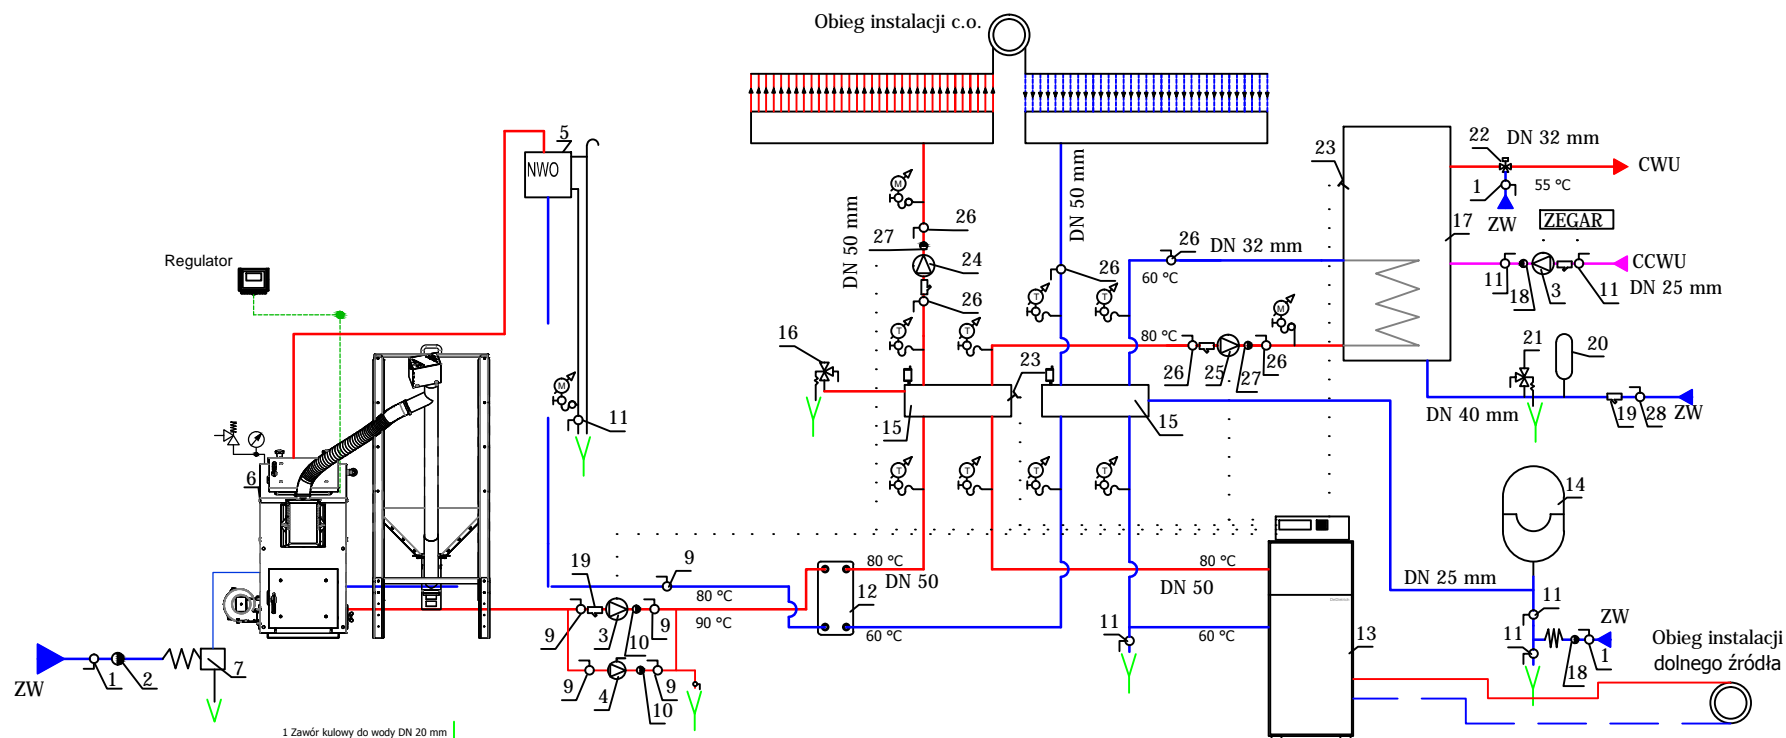 Obieg instalacji c.o.
5
NWO
22
DN 32 mm
23
CWU
1
55 °C
ZW
ZEGAR
17
CCWU
11
18
3
11
DN 25 mm
M
DN 50 mm
26
27
24
26
T
T
DN 50 mm
26
T
T
26
DN 32 mm
60 °C
M
80 °C
26
25
27
26
Regulator
16
23
15
15
21
20
DN 40 mm
19
28
ZW
M
11
T
T
T
T
6
14
19
9
80 °C
90 °C
9
3
10
9
9
4
10
9
80 °C
DN 50
12
60 °C
80 °C
DN 50
60 °C
11
13
DN 25 mm
11
ZW
11
18
1
Obieg instalacji
dolnego źródła
ZW
1
2
7
1 Zawór kulowy do wody DN 20 mm